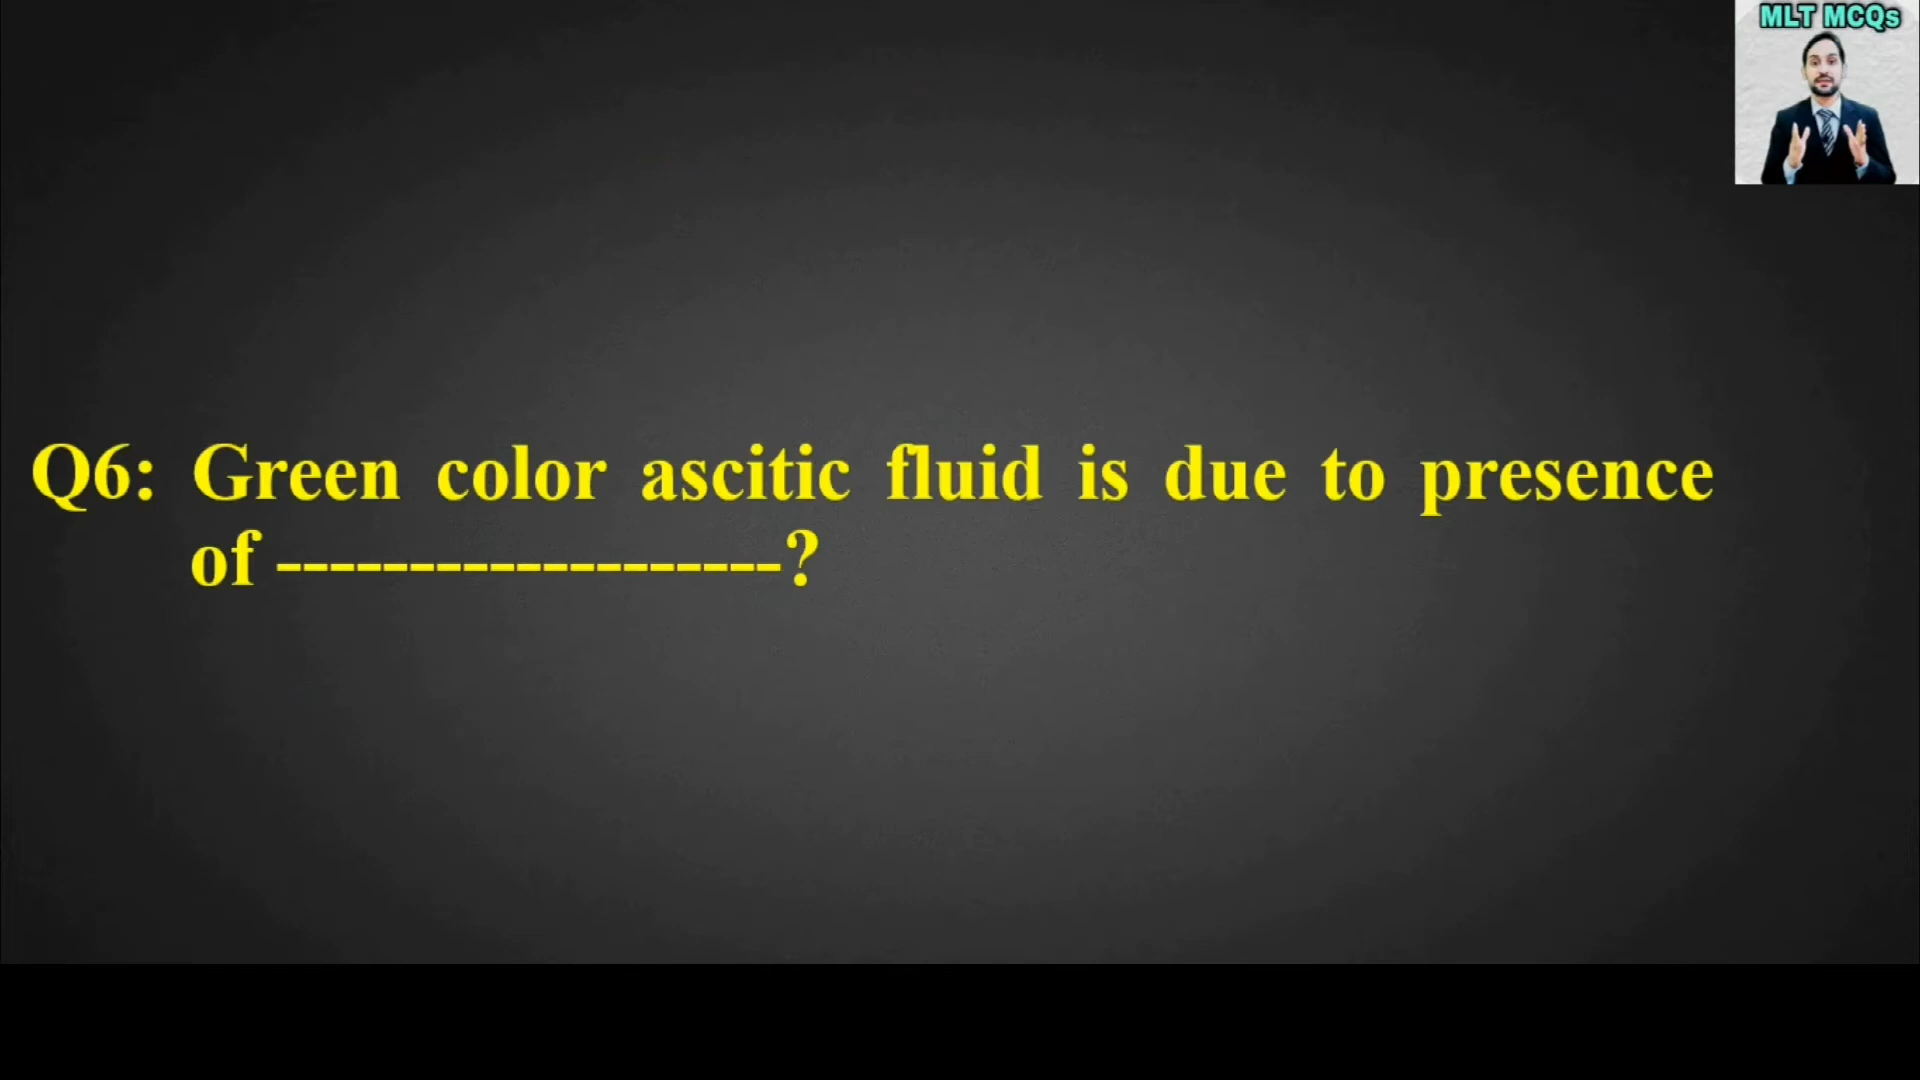 MLT MCQs
Q6: Green color ascitic fluid is due to presence
of -------------------?